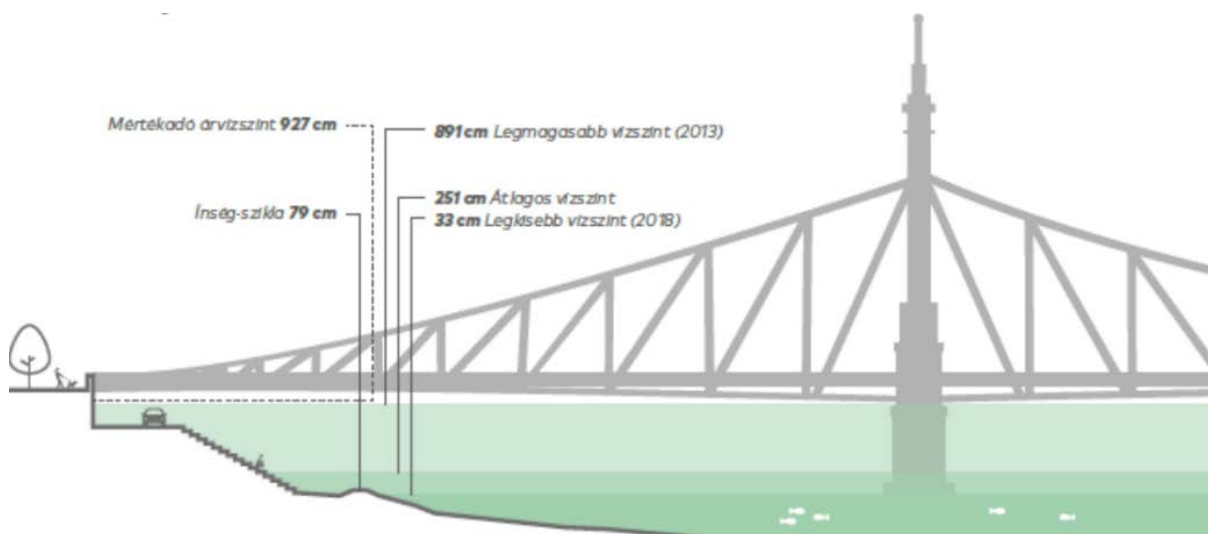 Mértékadó árvízszint 927 cm
891 cm Legmagasabb vízszint (2013)
251 cm Átlagos vízszint
Ínség-szikla 79 cm
33 cm Legkisebb vízszint (2018)